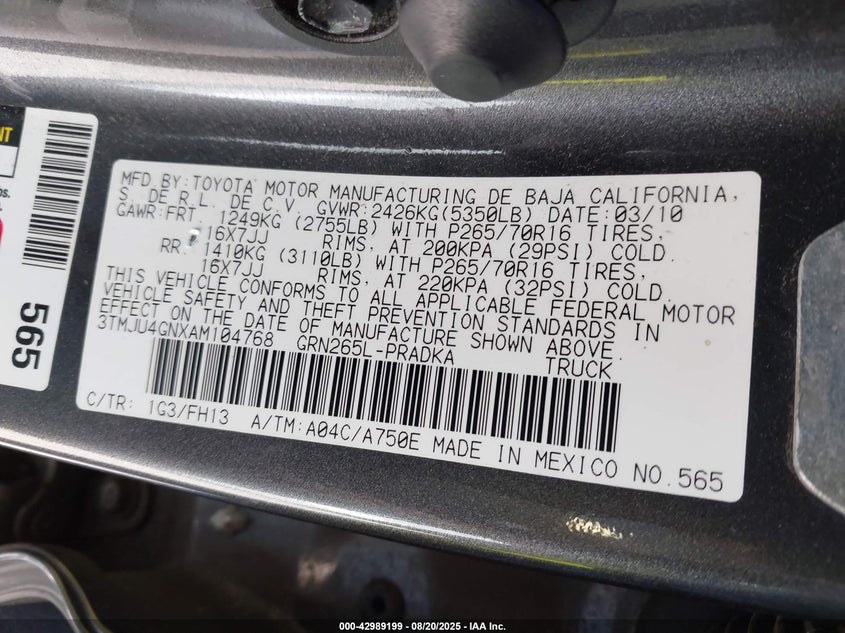 NT
bs.
565
MFD BY:TOYOTA MOTOR MANUFACTURING DE BAJA CALIFORNIA,
S. DE R.L. DE C.V. GVWR:2426KG(5350LB) DATE:03/10
GAWR:FRT. 1249KG (2755LB) WITH P265/70R16 TIRES,
16X7JJ RIMS, AT 200KPA (29PSI) COLD.
RR. 1410KG (3110LB) WITH P265/70R16 TIRES,
16X7JJ RIMS, AT 220KPA (32PSI) COLD.
THIS VEHICLE CONFORMS TO ALL APPLICABLE FEDERAL MOTOR
VEHICLE SAFETY AND THEFT PREVENTION STANDARDS IN
EFFECT ON THE DATE OF MANUFACTURE SHOWN ABOVE.
3TMJU4GNXAM104768 GRN265L-PRADKA TRUCK
C/TR: 1G3/FH13 A/TM:A04C/A750E MADE IN MEXICO NO.565
000-42989199 - 08/20/2025 - IAA Inc.